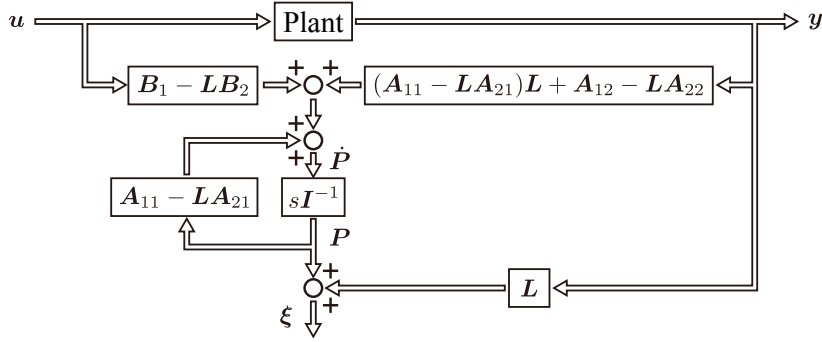 u Plant y
+ +
B₁ − LB₂ (A₁₁ − LA₂₁)L + A₁₂ − LA₂₂
+
+ Ṗ
A₁₁ − LA₂₁ sI⁻¹
P
+
L
ξ +